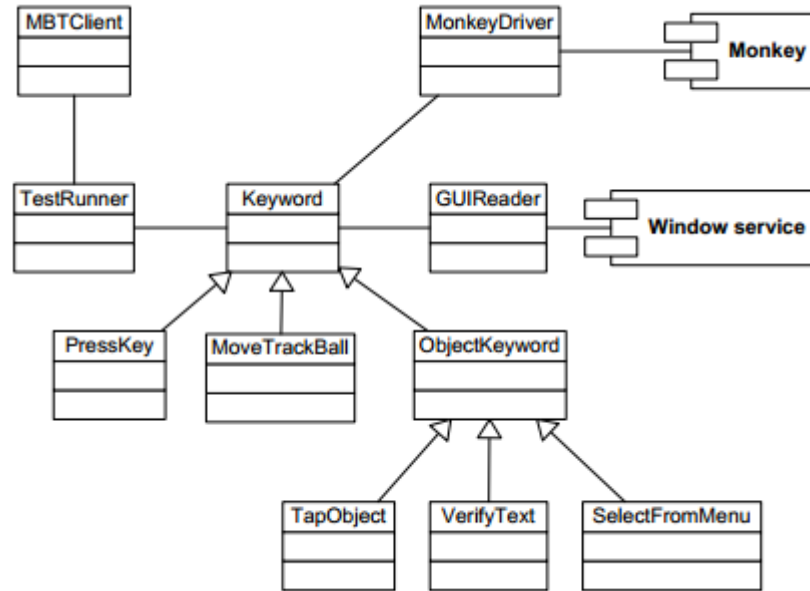 MBTClient
MonkeyDriver
Monkey
TestRunner
Keyword
GUIReader
Window service
PressKey
MoveTrackBall
ObjectKeyword
TapObject
VerifyText
SelectFromMenu